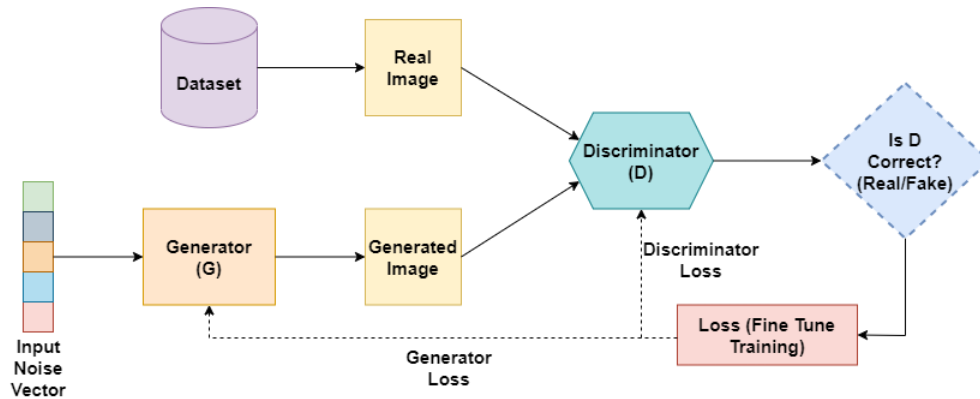 Dataset
Real
Image
Discriminator
(D)
Is D
Correct?
(Real/Fake)
Generator
(G)
Generated
Image
Discriminator
Loss
Loss (Fine Tune
Training)
Generator
Loss
Input
Noise
Vector